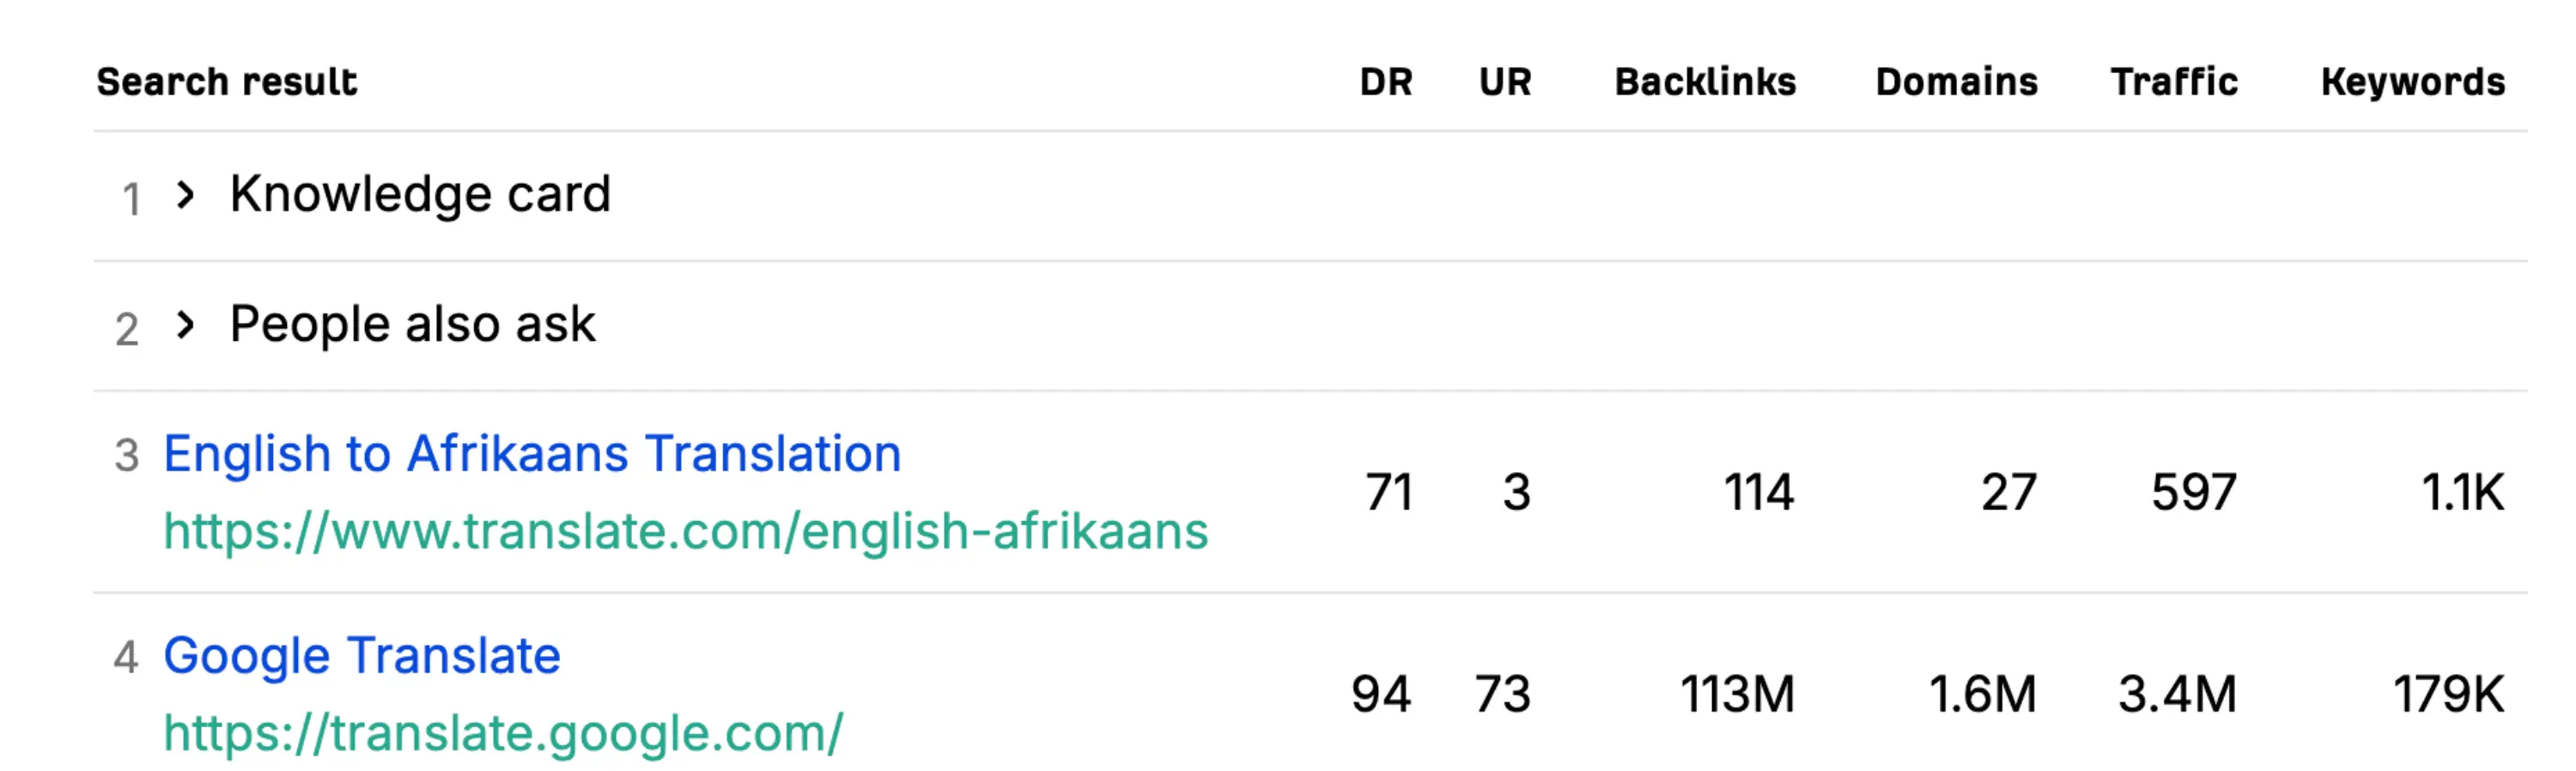 Search result DR UR Backlinks Domains Traffic Keywords
1 > Knowledge card
2 > People also ask
3 English to Afrikaans Translation
https://www.translate.com/english-afrikaans 71 3 114 27 597 1.1K
4 Google Translate
https://translate.google.com/ 94 73 113M 1.6M 3.4M 179K